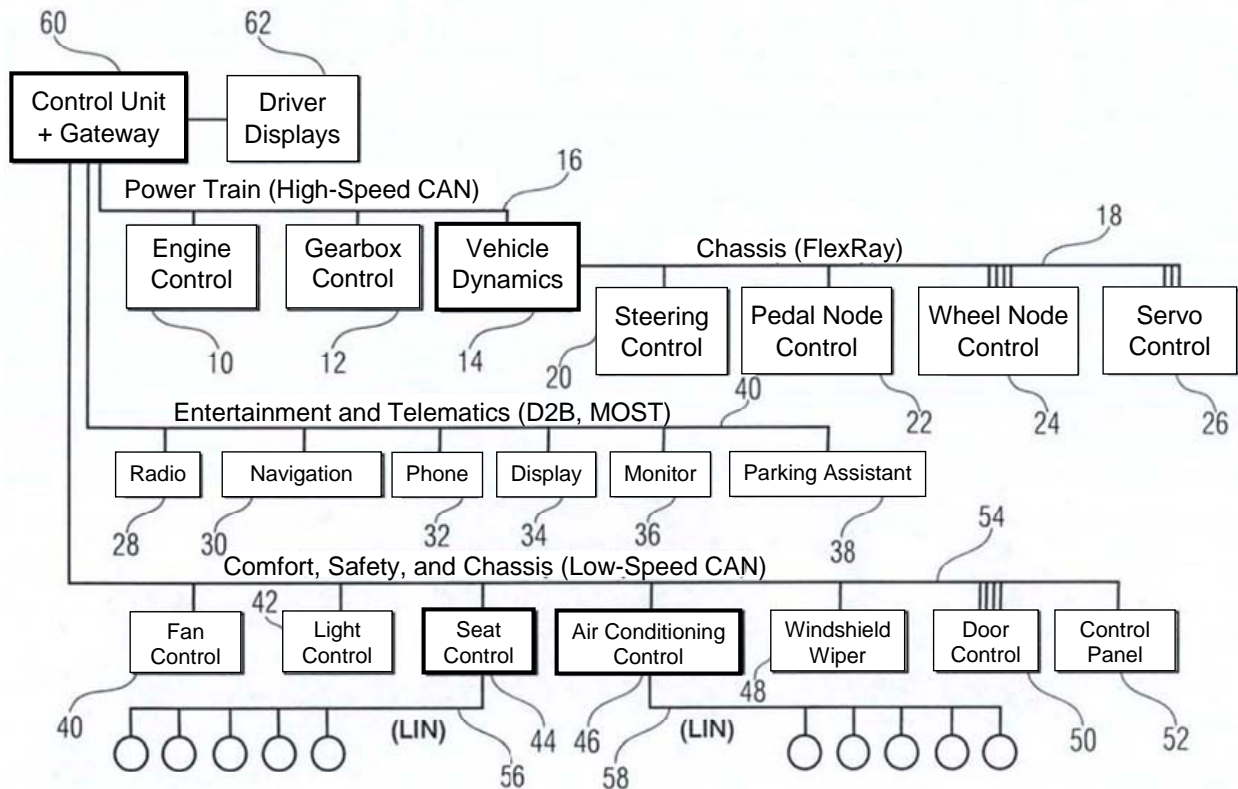 60
62
Control Unit
+ Gateway
Driver
Displays
Power Train (High-Speed CAN)
16
Engine
Control
Gearbox
Control
Vehicle
Dynamics
Chassis (FlexRay)
18
10
12
14
20
Steering
Control
Pedal Node
Control
Wheel Node
Control
Servo
Control
22
24
26
Entertainment and Telematics (D2B, MOST)
40
Radio
Navigation
Phone
Display
Monitor
Parking Assistant
28
30
32
34
36
38
Comfort, Safety, and Chassis (Low-Speed CAN)
54
42
Fan
Control
Light
Control
Seat
Control
Air Conditioning
Control
Windshield
Wiper
Door
Control
Control
Panel
40
(LIN)
56
44
46
58
(LIN)
48
50
52